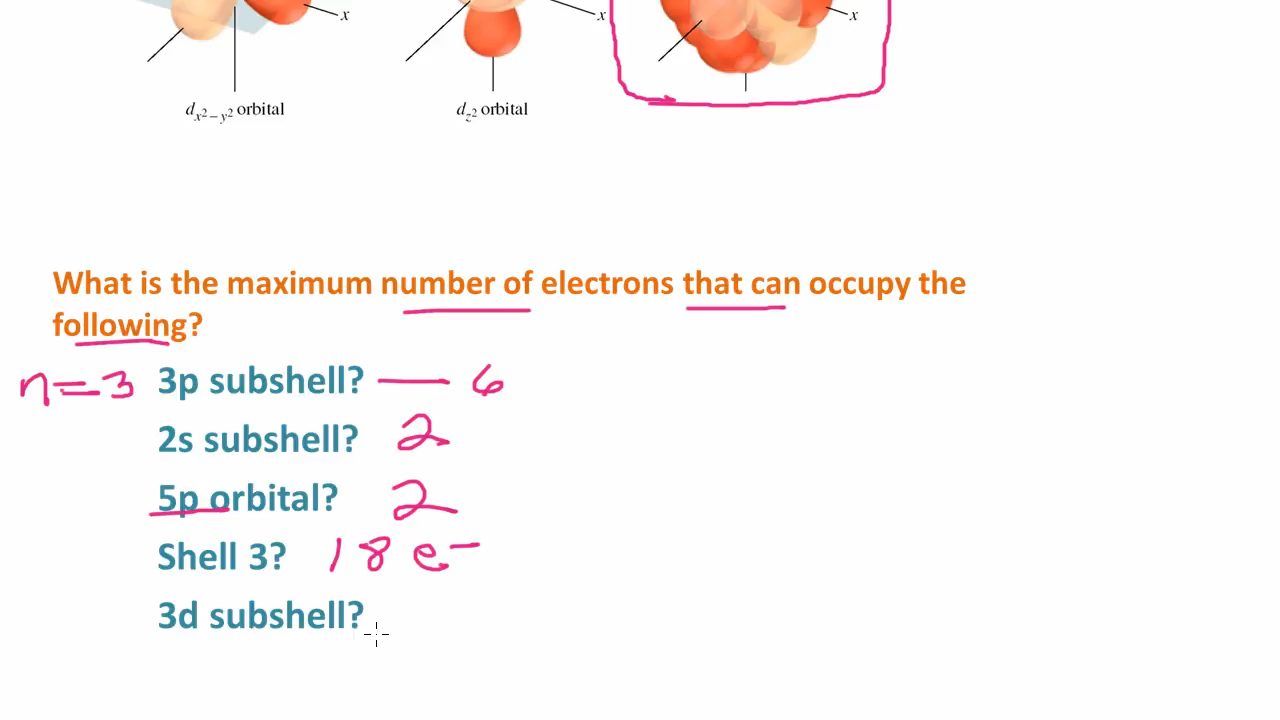 x x x
dx²−y² orbital dz² orbital
What is the maximum number of electrons that can occupy the
following?
n=3 3p subshell? — 6
2s subshell? 2
5p orbital? 2
Shell 3? 18 e⁻
3d subshell?